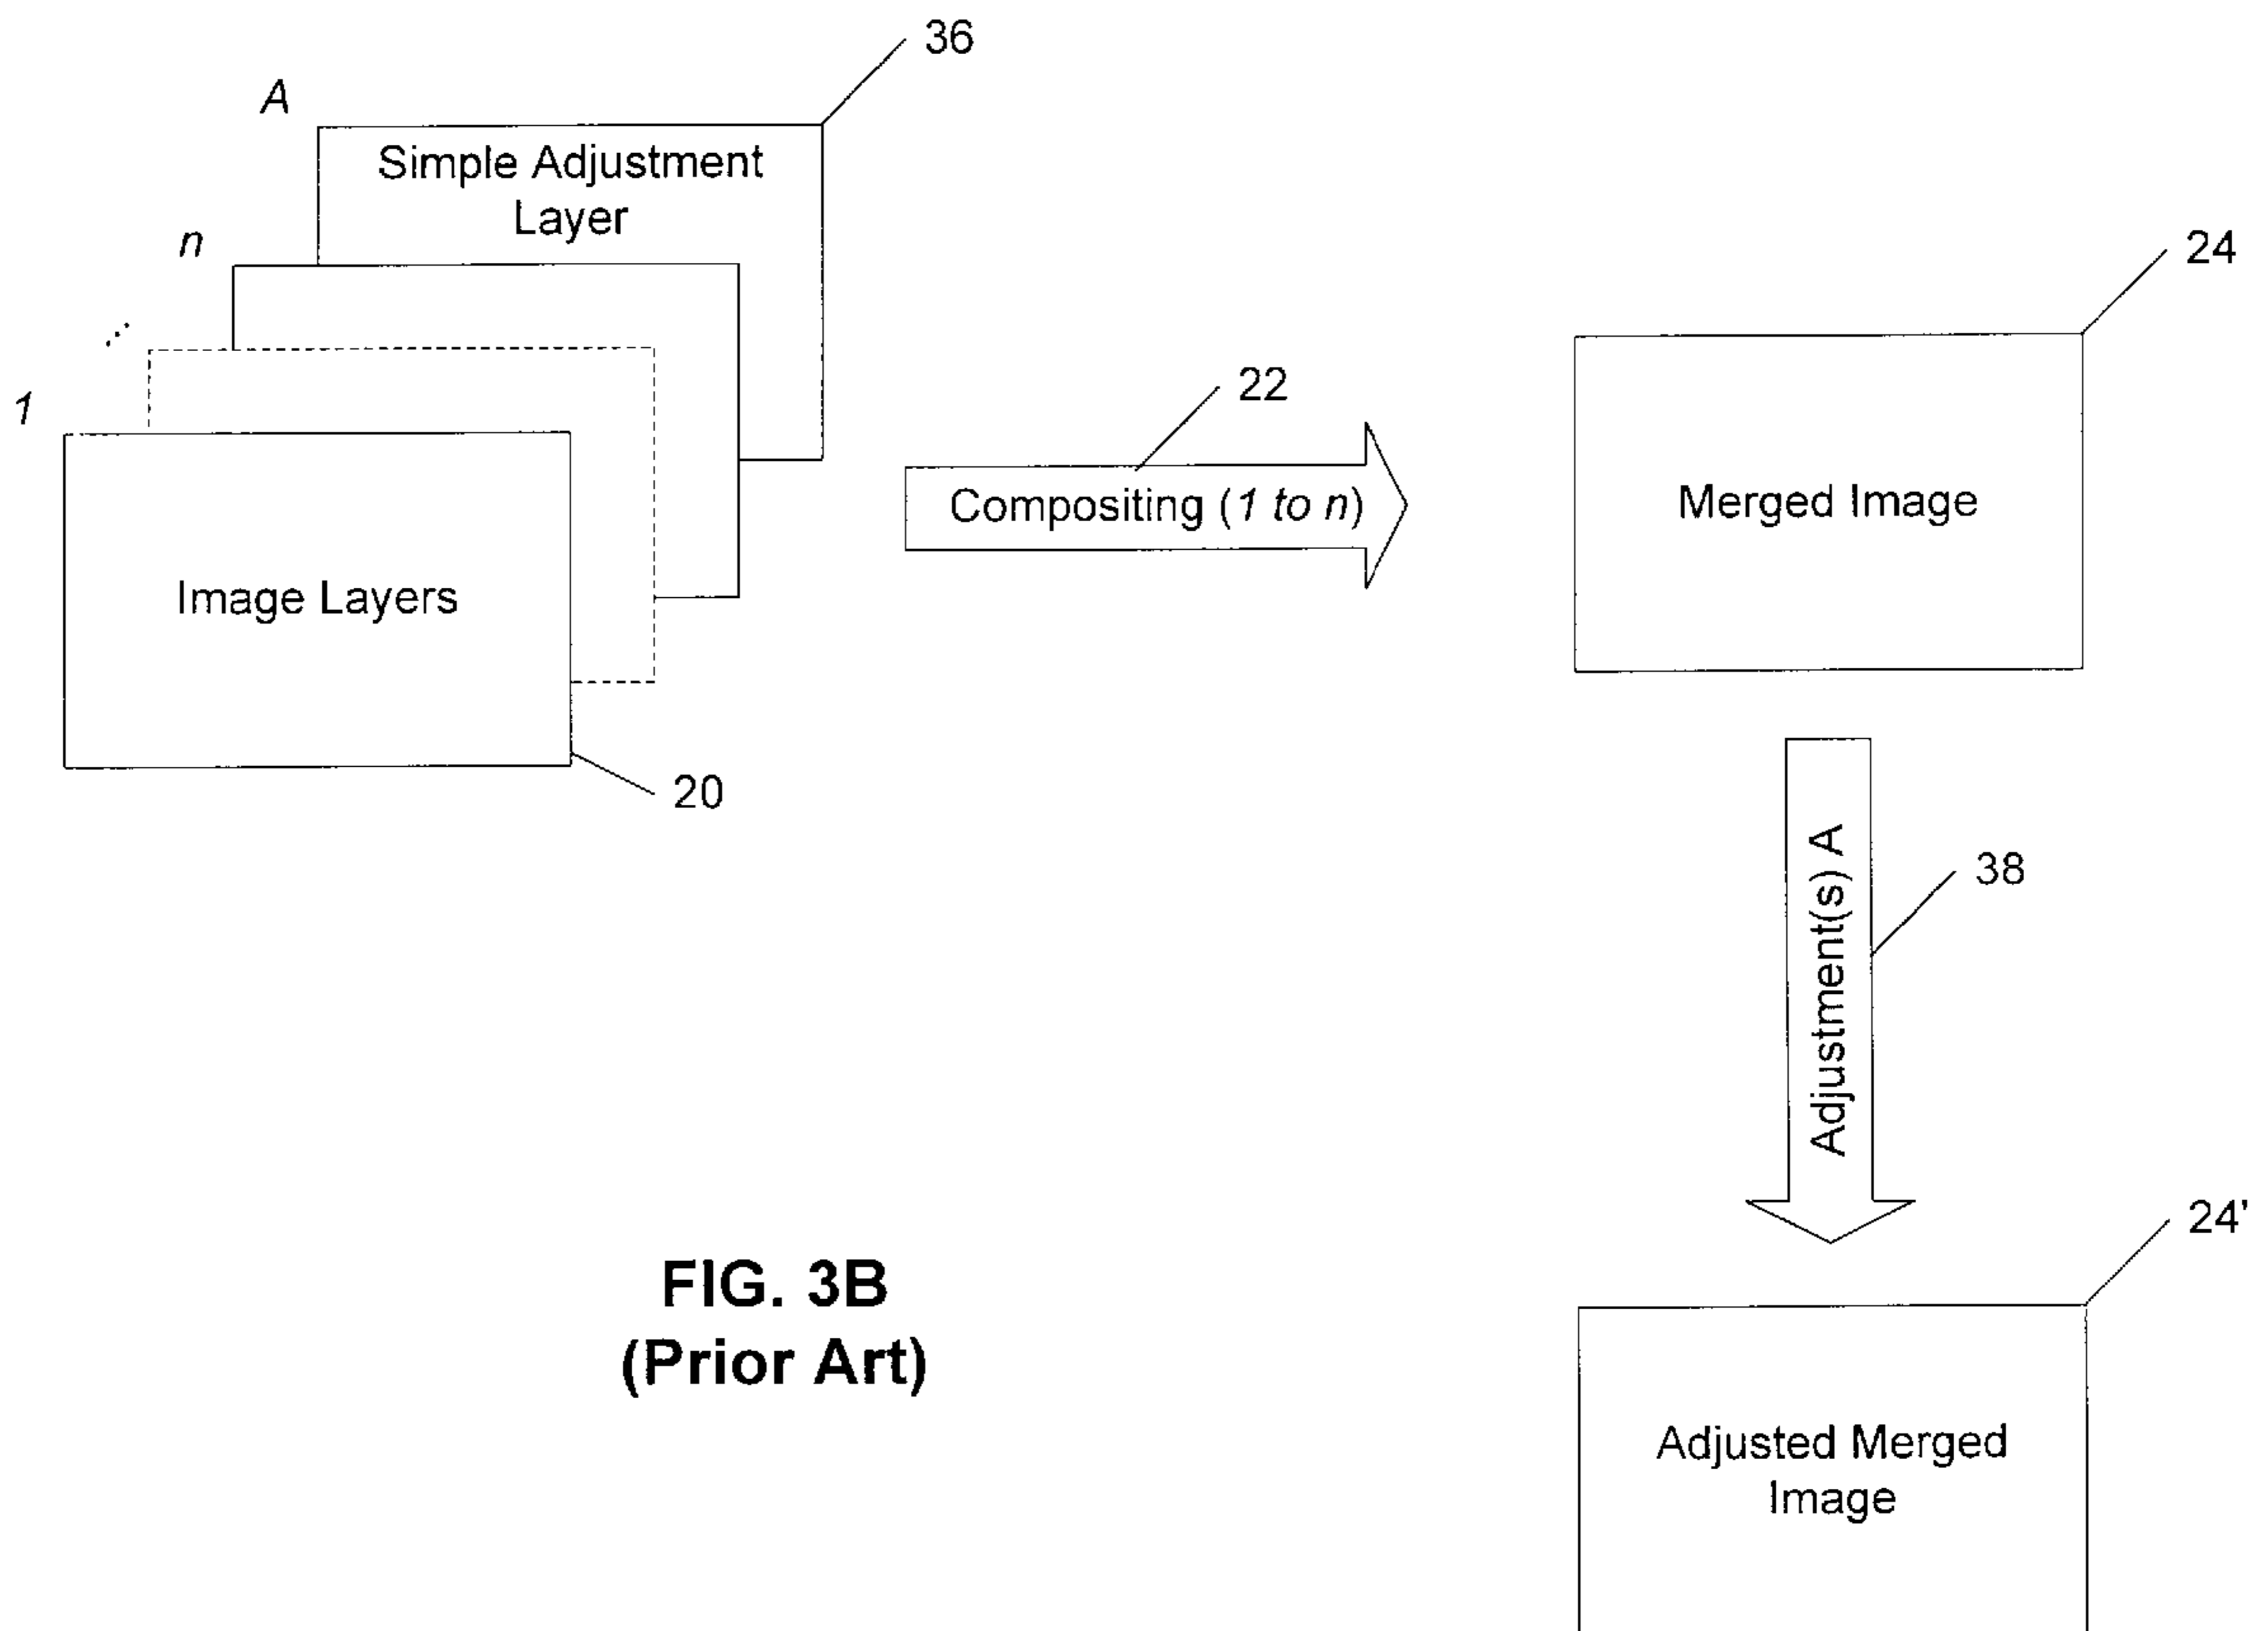 36
A
Simple Adjustment
Layer
n
24
1
22
Compositing (1 to n)
Merged Image
Image Layers
20
Adjustment(s) A
38
24'
FIG. 3B
(Prior Art)
Adjusted Merged
Image